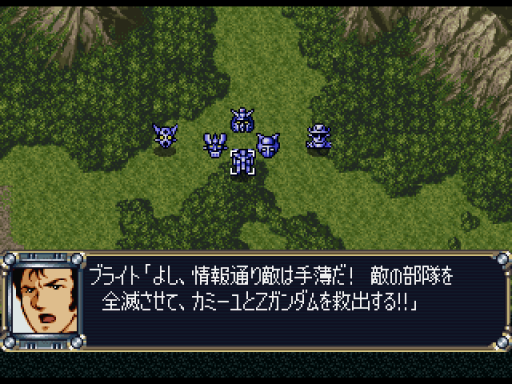 ブライト「よし、情報通り敵は手薄だ! 敵の部隊を
全滅させて、カミーユとZガンダムを救出する!!」